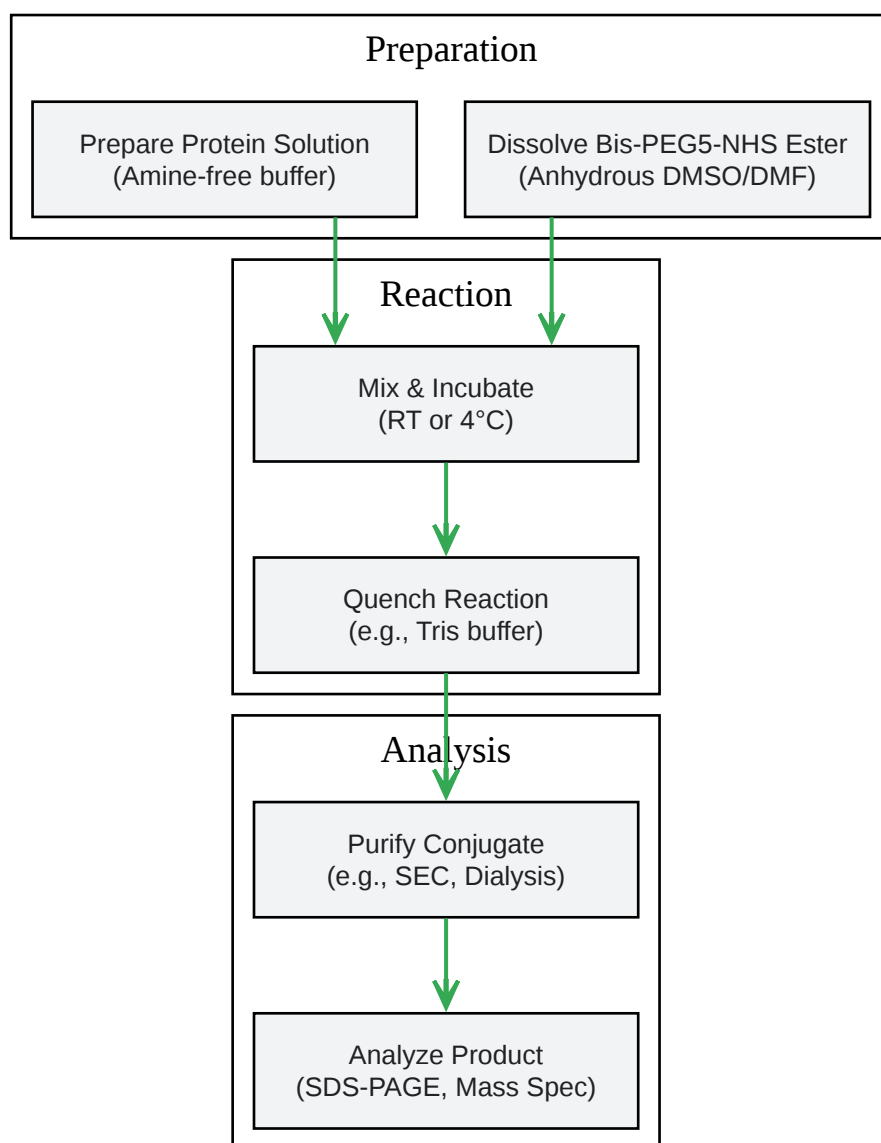 Preparation
Prepare Protein Solution
(Amine-free buffer)
Dissolve Bis-PEG5-NHS Ester
(Anhydrous DMSO/DMF)
Reaction
Mix & Incubate
(RT or 4°C)
Quench Reaction
(e.g., Tris buffer)
Analysis
Purify Conjugate
(e.g., SEC, Dialysis)
Analyze Product
(SDS-PAGE, Mass Spec)